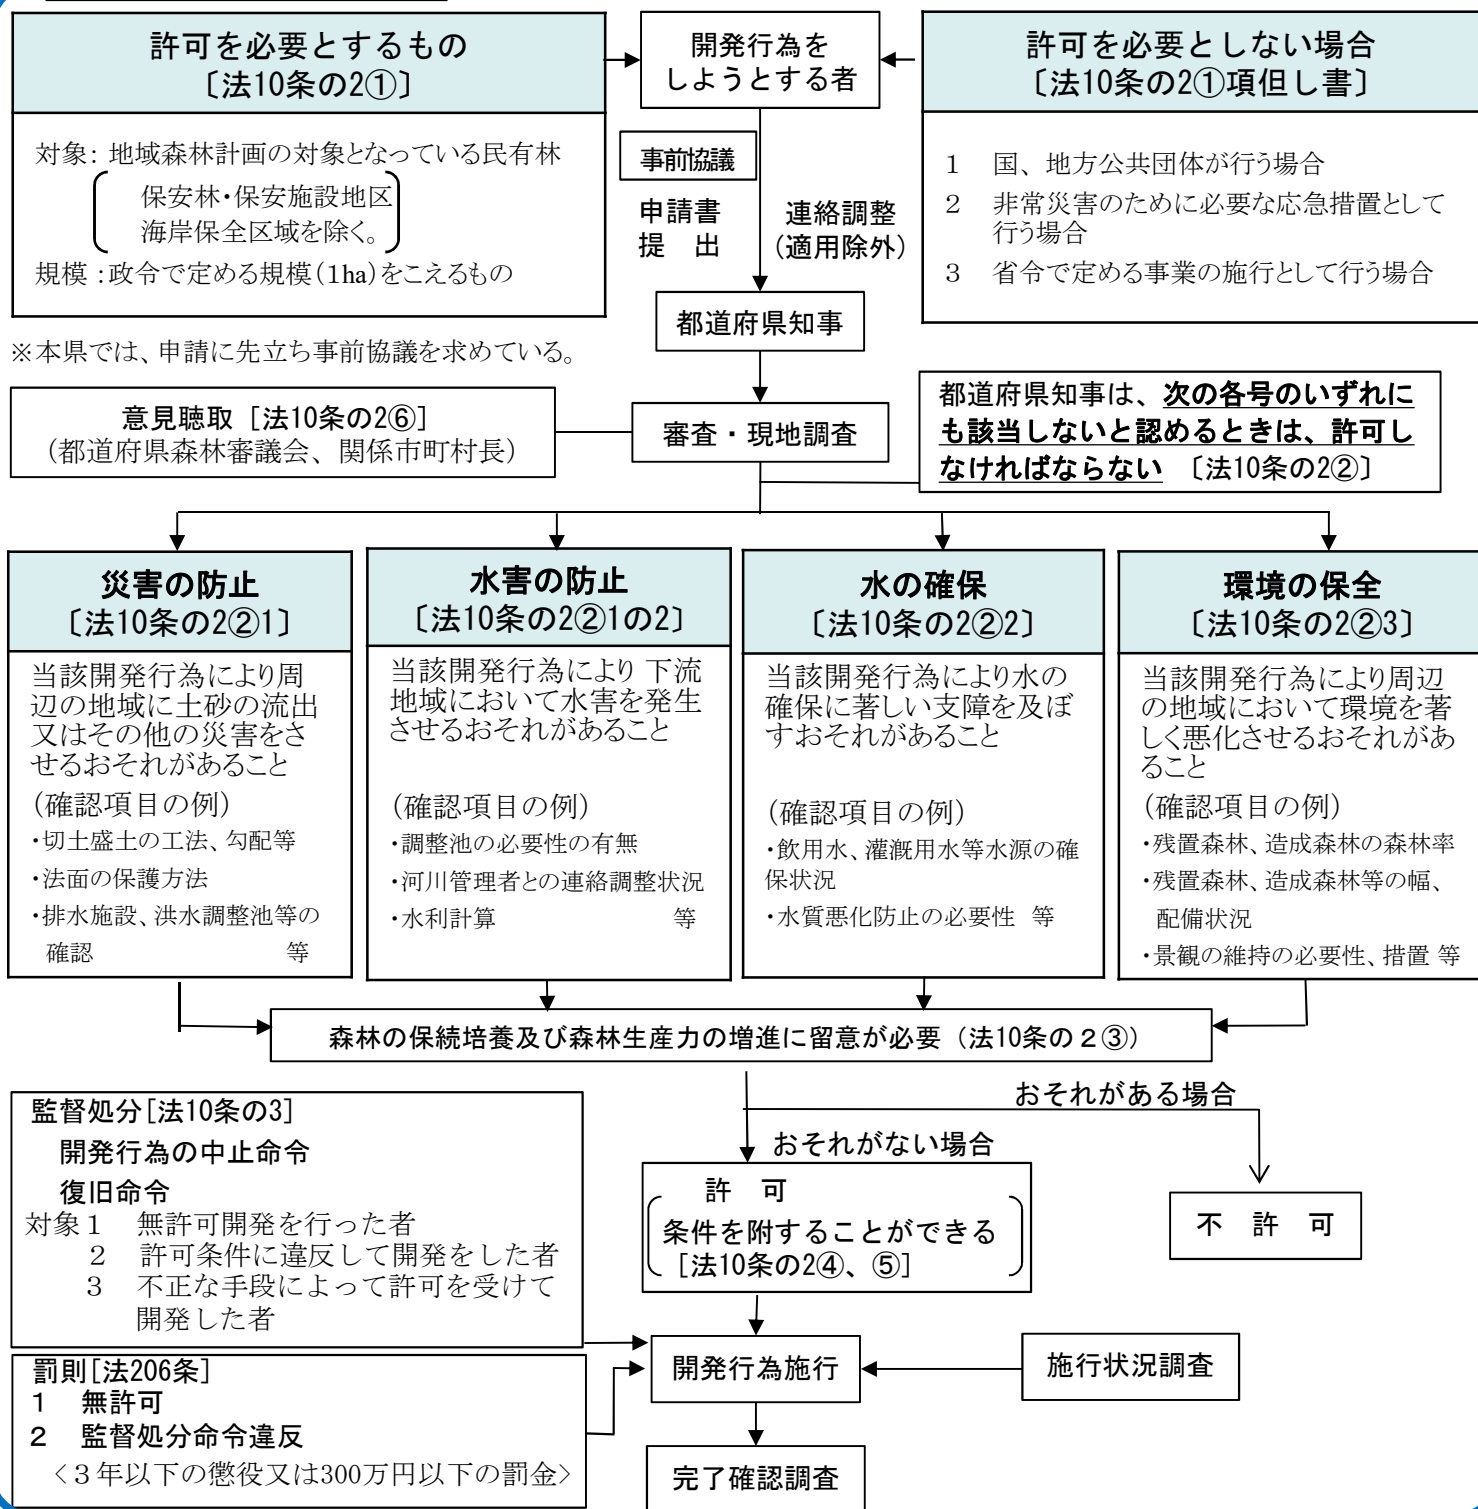 許可を必要とするもの
〔法10条の2①〕
対象：地域森林計画の対象となっている民有林
保安林・保安施設地区
海岸保全区域を除く。
規模：政令で定める規模（1ha）をこえるもの
開発行為を
しようとする者
許可を必要としない場合
〔法10条の2①項但し書〕
1 国、地方公共団体が行う場合
2 非常災害のために必要な応急措置として
行う場合
3 省令で定める事業の施行として行う場合
事前協議
申請書
提 出
連絡調整
（適用除外）
都道府県知事
※本県では、申請に先立ち事前協議を求めている。
意見聴取［法10条の2⑥］
（都道府県森林審議会、関係市町村長）
審査・現地調査
都道府県知事は、次の各号のいずれに
も該当しないと認めるときは、許可し
なければならない 〔法10条の2②〕
災害の防止
〔法10条の2②1〕
当該開発行為により周
辺の地域に土砂の流出
又はその他の災害をさ
せるおそれがあること
（確認項目の例）
・切土盛土の工法、勾配等
・法面の保護方法
・排水施設、洪水調整池等の
確認 等
水害の防止
〔法10条の2②1の2〕
当該開発行為により 下流
地域において水害を発生
させるおそれがあること
（確認項目の例）
・調整池の必要性の有無
・河川管理者との連絡調整状況
・水利計算 等
水の確保
〔法10条の2②2〕
当該開発行為により水の
確保に著しい支障を及ぼ
すおそれがあること
（確認項目の例）
・飲用水、灌漑用水等水源の確
保状況
・水質悪化防止の必要性 等
環境の保全
〔法10条の2②3〕
当該開発行為により周辺
の地域において環境を著
しく悪化させるおそれがあ
ること
（確認項目の例）
・残置森林、造成森林の森林率
・残置森林、造成森林等の幅、
配備状況
・景観の維持の必要性、措置 等
森林の保続培養及び森林生産力の増進に留意が必要（法10条の２③）
おそれがある場合
おそれがない場合
監督処分[法10条の3]
開発行為の中止命令
復旧命令
対象１ 無許可開発を行った者
２ 許可条件に違反して開発をした者
３ 不正な手段によって許可を受けて
開発した者
許 可
条件を附することができる
［法10条の2④、⑤］
不 許 可
罰則[法206条]
1 無許可
2 監督処分命令違反
＜３年以下の懲役又は300万円以下の罰金＞
開発行為施行
施行状況調査
完了確認調査